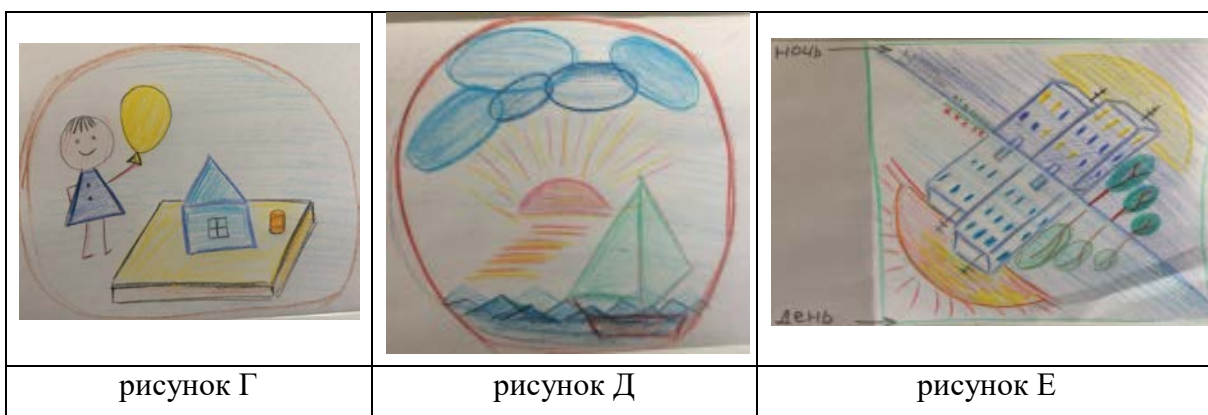 ночь
день
рисунок Г
рисунок Д
рисунок Е